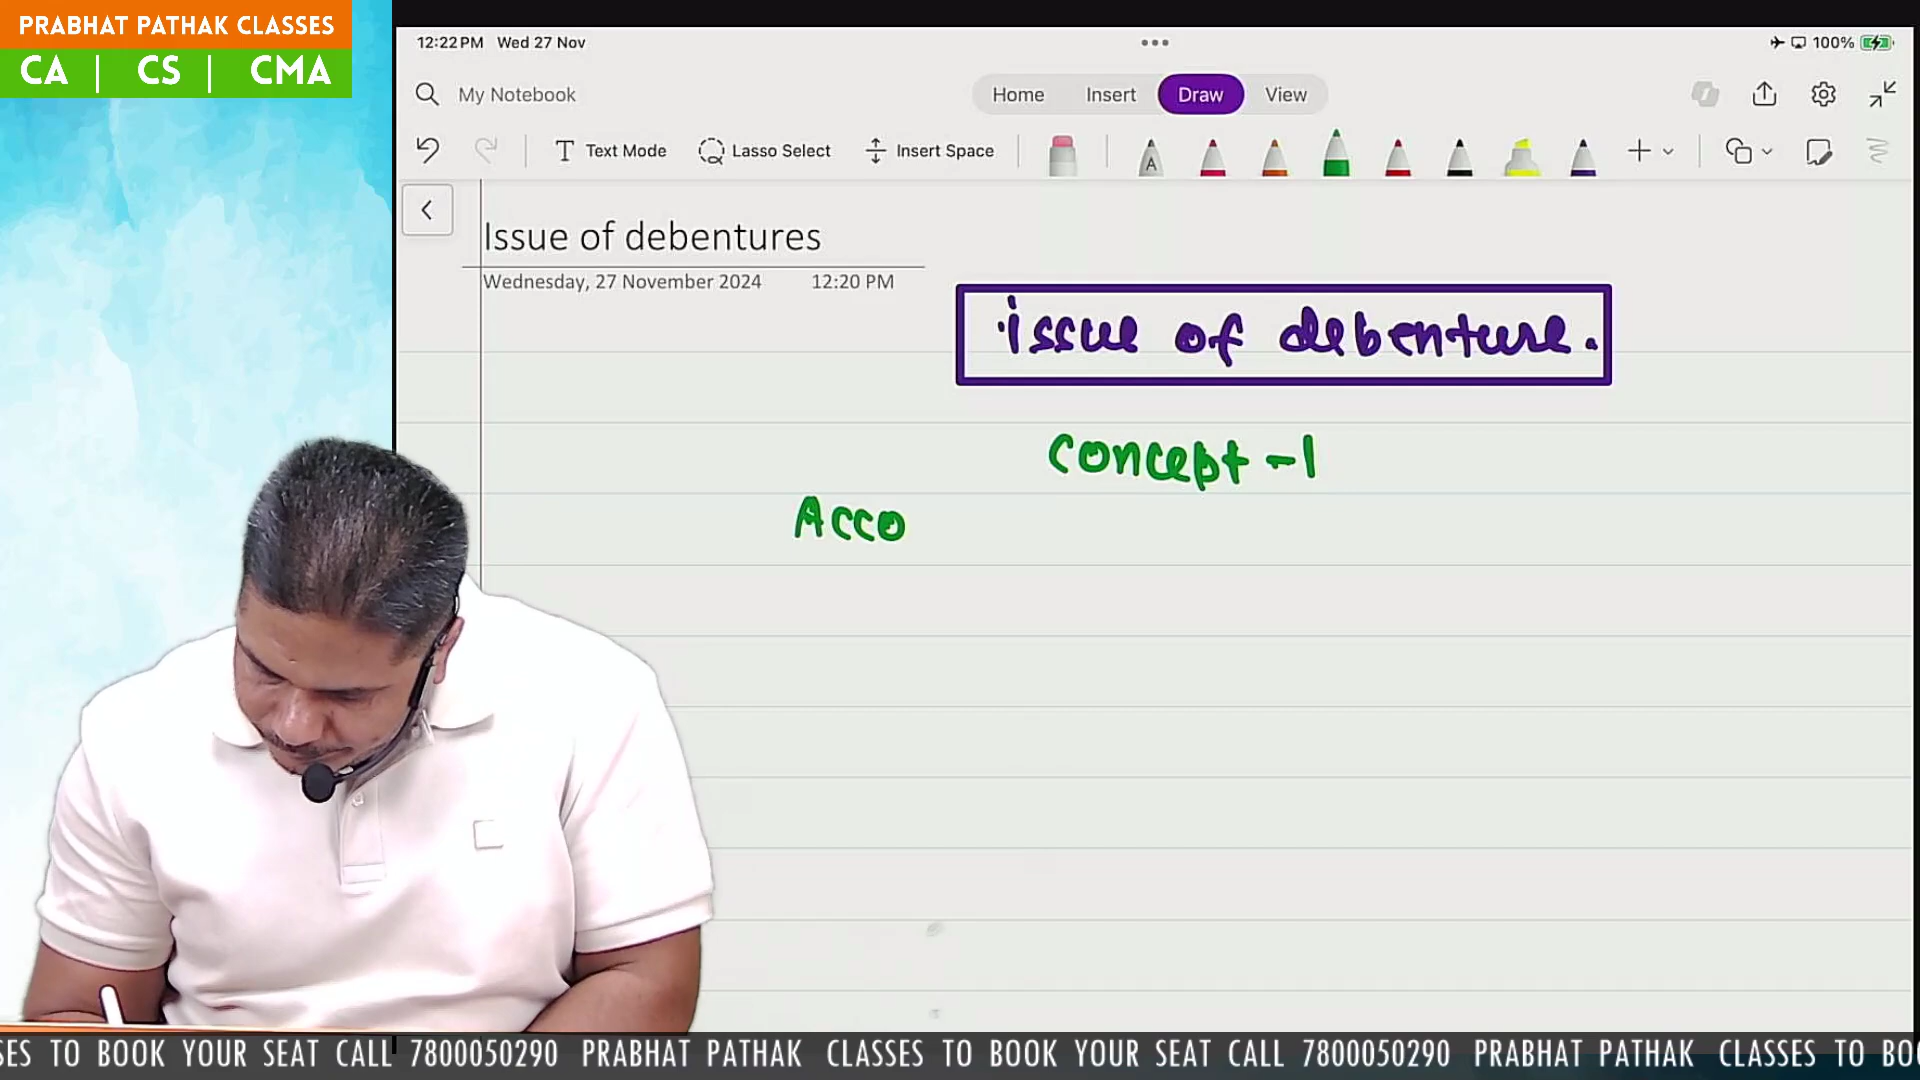 PRABHAT PATHAK CLASSES
CA | CS | CMA
12:22 PM Wed 27 Nov
100%
My Notebook
Home Insert Draw View
Text Mode Lasso Select Insert Space
A
Issue of debentures
Wednesday, 27 November 2024 12:20 PM
issue of debenture.
concept -1
Acco
SES TO BOOK YOUR SEAT CALL 7800050290 PRABHAT PATHAK CLASSES TO BOOK YOUR SEAT CALL 7800050290 PRABHAT PATHAK CLASSES TO BOO